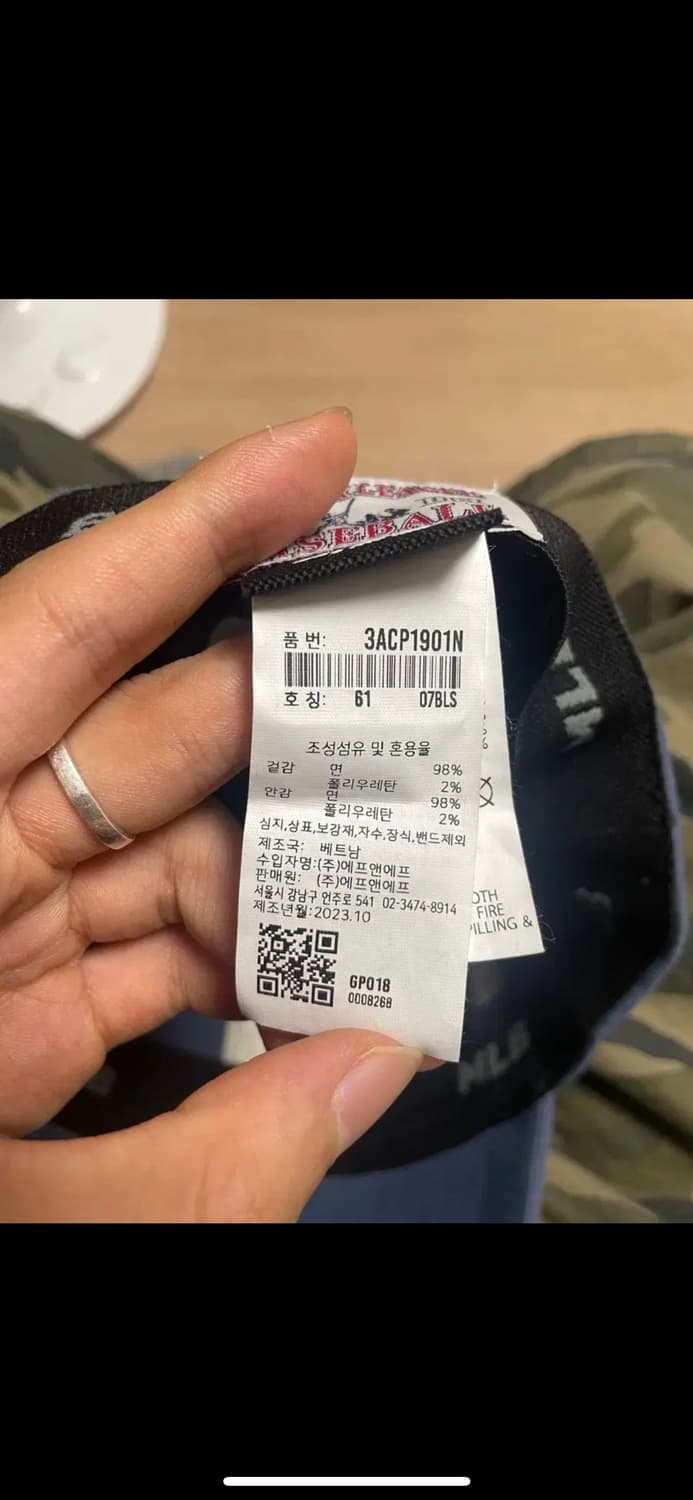 BASEBALL
품 번: 3ACP1901N
호 칭: 61 07BLS
조성섬유 및 혼용율
겉감 면 98%
폴리우레탄 2%
안감 면 98%
폴리우레탄 2%
심지,상표,보강재,자수,장식,밴드제외
제조국: 베트남
수입자명:(주)에프앤에프
판매원: (주)에프앤에프
서울시 강남구 언주로 541 02-3474-8914
제조년월:2023.10
GP018
0008268
OTH
FIRE
PILLING &
MLB